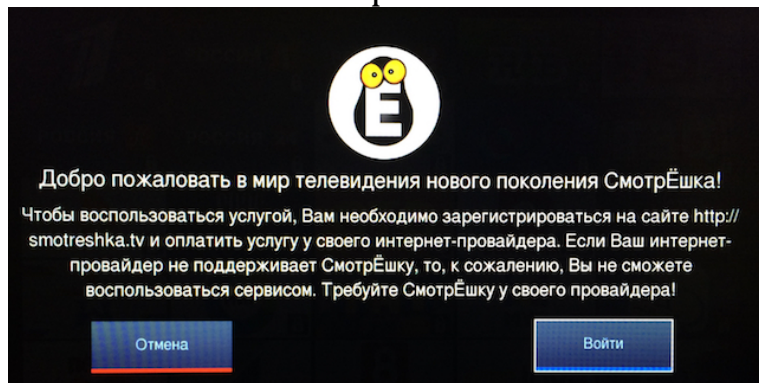 Ё
Добро пожаловать в мир телевидения нового поколения СмотрЁшка!
Чтобы воспользоваться услугой, Вам необходимо зарегистрироваться на сайте http://
smotreshka.tv и оплатить услугу у своего интернет-провайдера. Если Ваш интернет-
провайдер не поддерживает СмотрЁшку, то, к сожалению, Вы не сможете
воспользоваться сервисом. Требуйте СмотрЁшку у своего провайдера!
Отмена
Войти